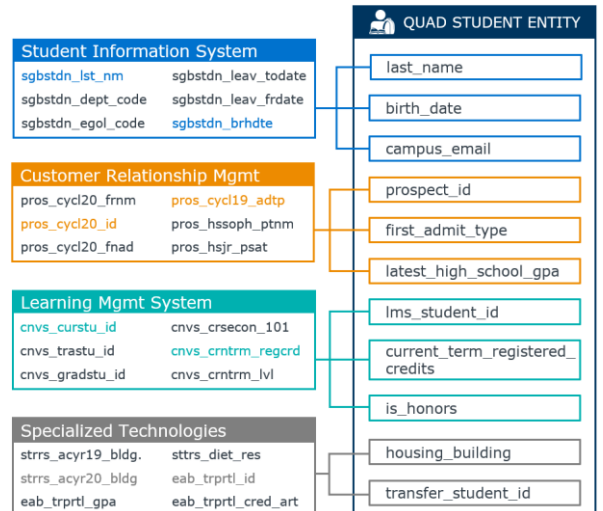 QUAD STUDENT ENTITY
Student Information System
sgbstdn_lst_nm sgbstdn_leav_todate
sgbstdn_dept_code sgbstdn_leav_frdate
sgbstdn_egol_code sgbstdn_brhdte
last_name
birth_date
campus_email
Customer Relationship Mgmt
pros_cycl20_frnm pros_cycl19_adtp
pros_cycl20_id pros_hssoph_ptnm
pros_cycl20_fnad pros_hsjr_psat
prospect_id
first_admit_type
latest_high_school_gpa
Learning Mgmt System
cnvs_curstu_id cnvs_crsecon_101
cnvs_trastu_id cnvs_crntrm_regcrd
cnvs_gradstu_id cnvs_crntrm_lvl
lms_student_id
current_term_registered_
credits
is_honors
Specialized Technologies
strrs_acyr19_bldg. sttrs_diet_res
strrs_acyr20_bldg eab_trprtl_id
eab_trprtl_gpa eab_trprtl_cred_art
housing_building
transfer_student_id